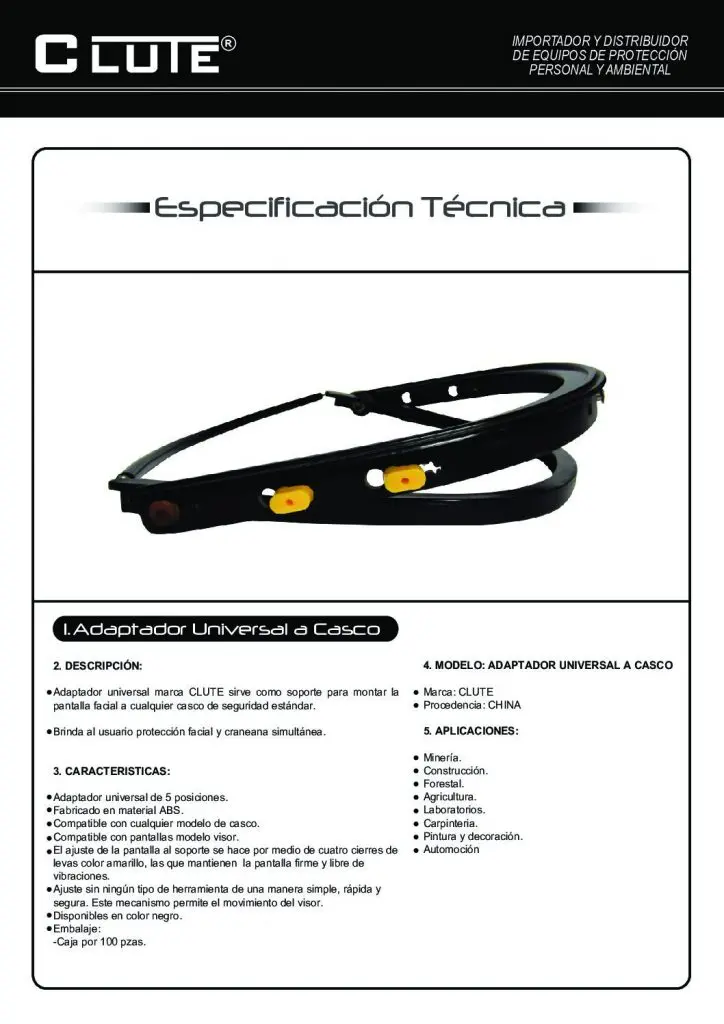 CLUTE®
IMPORTADOR Y DISTRIBUIDOR
DE EQUIPOS DE PROTECCIÓN
PERSONAL Y AMBIENTAL
Especificación Técnica
1.Adaptador Universal a Casco
2. DESCRIPCIÓN:
●Adaptador universal marca CLUTE sirve como soporte para montar la
pantalla facial a cualquier casco de seguridad estándar.
●Brinda al usuario protección facial y craneana simultánea.
3. CARACTERISTICAS:
●Adaptador universal de 5 posiciones.
●Fabricado en material ABS.
●Compatible con cualquier modelo de casco.
●Compatible con pantallas modelo visor.
●El ajuste de la pantalla al soporte se hace por medio de cuatro cierres de
levas color amarillo, las que mantienen la pantalla firme y libre de
vibraciones.
●Ajuste sin ningún tipo de herramienta de una manera simple, rápida y
segura. Este mecanismo permite el movimiento del visor.
●Disponibles en color negro.
●Embalaje:
-Caja por 100 pzas.
4. MODELO: ADAPTADOR UNIVERSAL A CASCO
● Marca: CLUTE
● Procedencia: CHINA
5. APLICACIONES:
● Minería.
● Construcción.
● Forestal.
● Agricultura.
● Laboratorios.
● Carpinteria.
● Pintura y decoración.
● Automoción